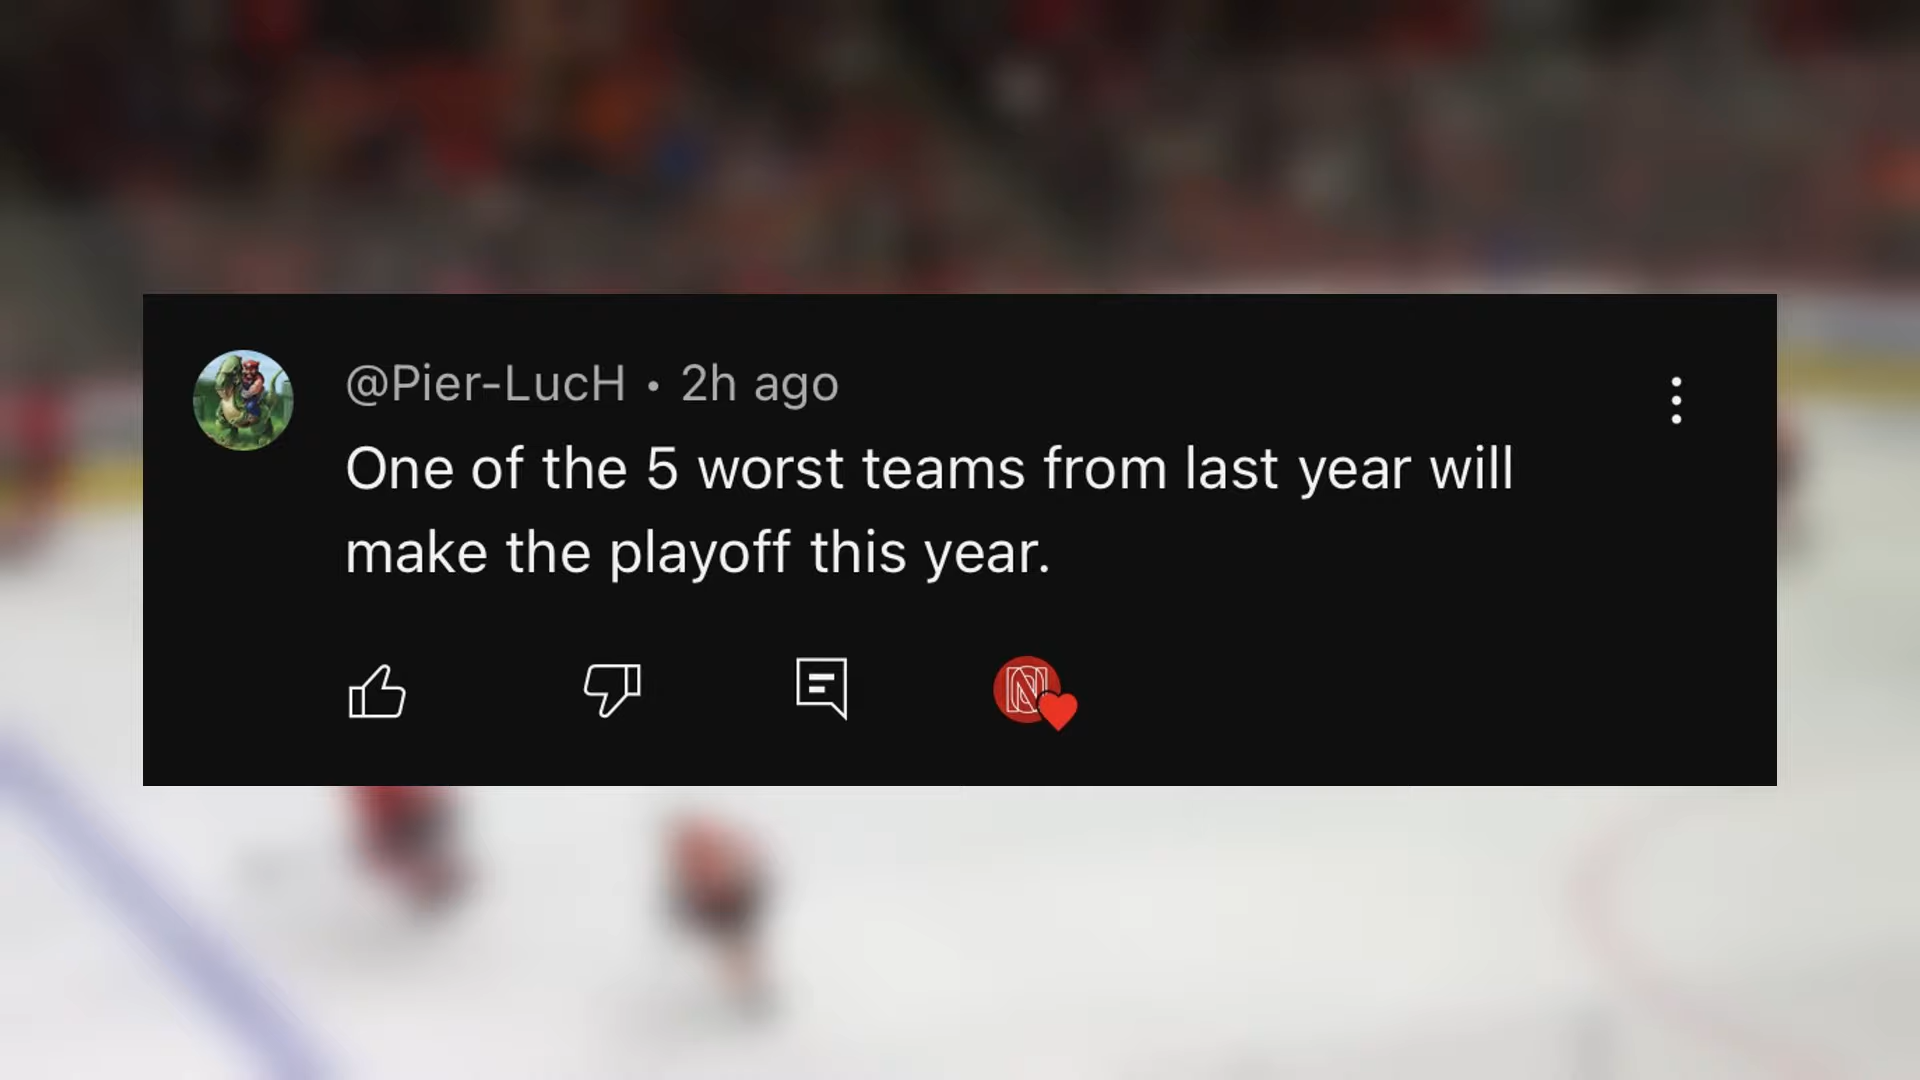 @Pier-LucH • 2h ago
One of the 5 worst teams from last year will
make the playoff this year.